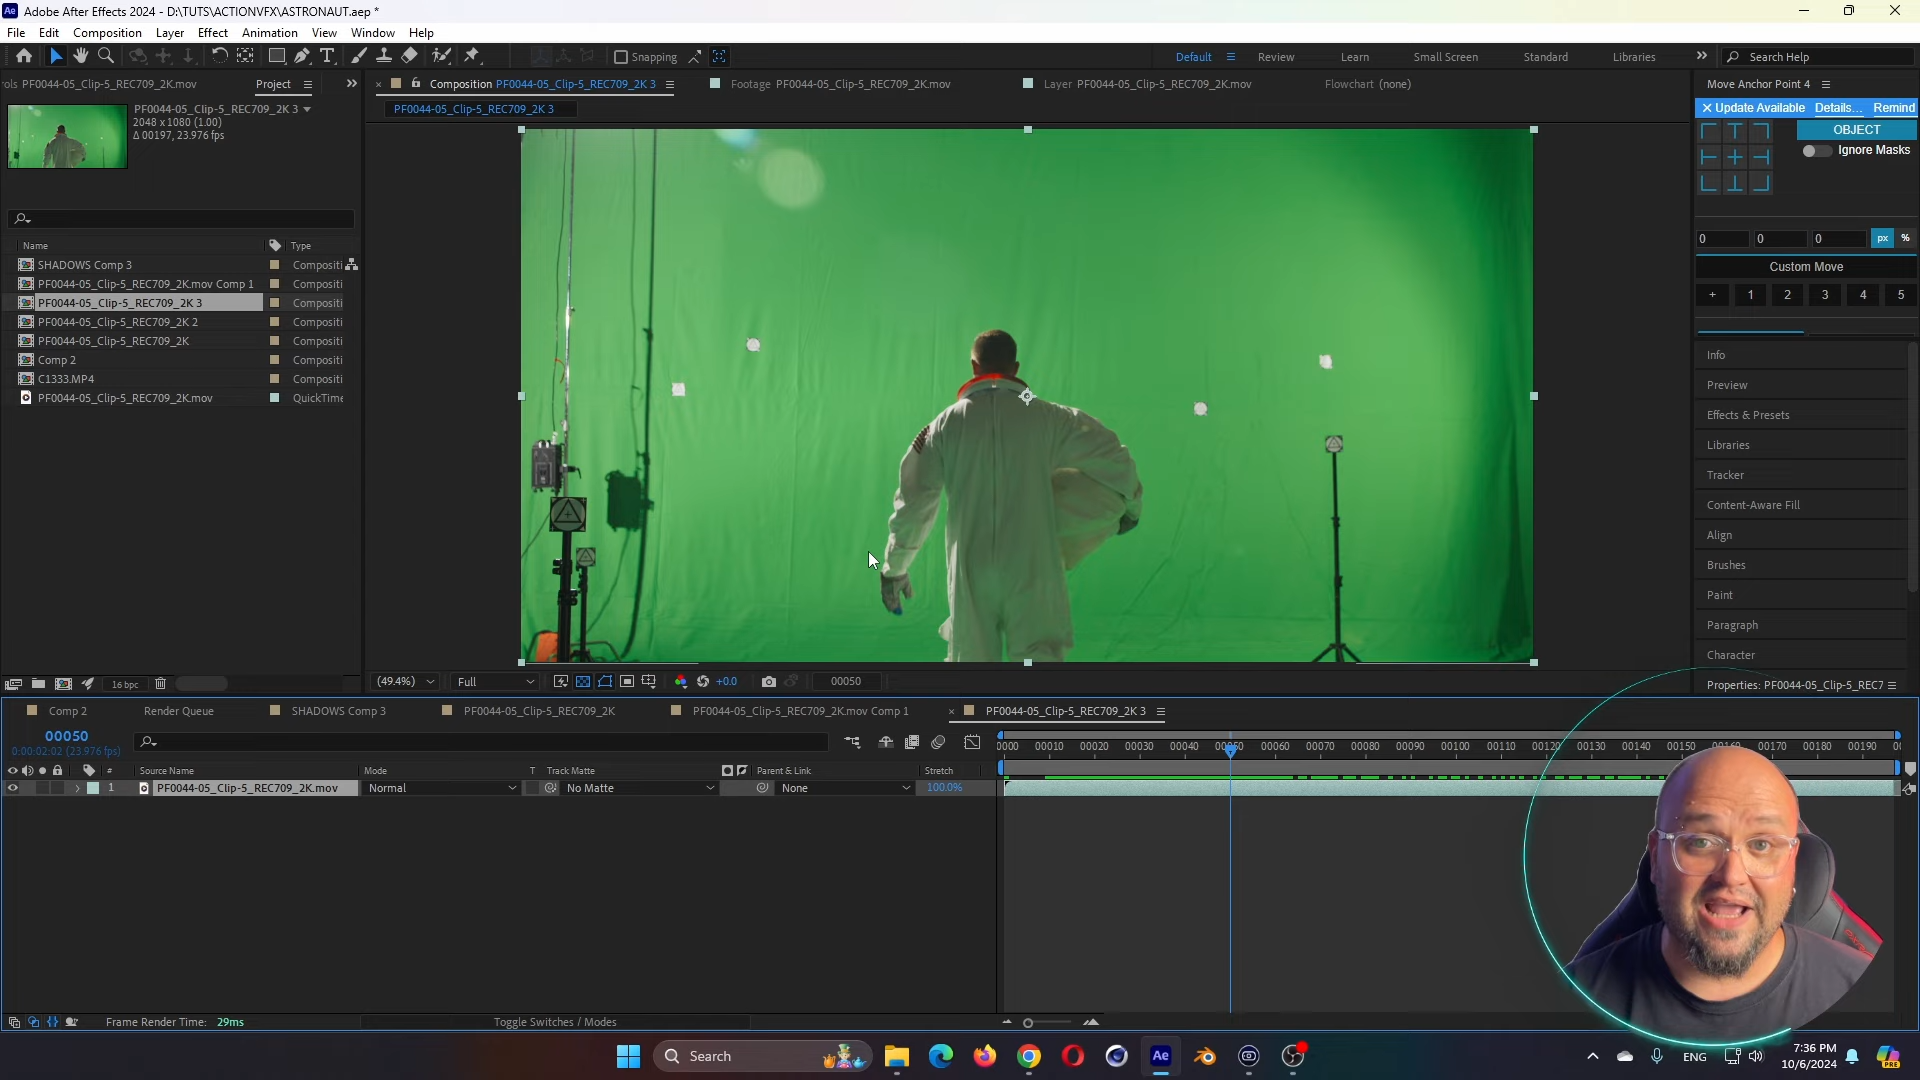 Adobe After Effects 2024 - D:\TUTS\ACTIONVFX\ASTRONAUT.aep *
File Edit Composition Layer Effect Animation View Window Help
Snapping
Default Review Learn Small Screen Standard Libraries Search Help
ols PF0044-05_Clip-5_REC709_2K.mov Project
Composition PF0044-05_Clip-5_REC709_2K 3 Footage PF0044-05_Clip-5_REC709_2K.mov Layer PF0044-05_Clip-5_REC709_2K.mov Flowchart (none)
PF0044-05_Clip-5_REC709_2K 3
PF0044-05_Clip-5_REC709_2K 3
2048 x 1080 (1.00)
Δ 00197, 23.976 fps
Name Type
SHADOWS Comp 3 Compositi
PF0044-05_Clip-5_REC709_2K.mov Comp 1 Compositi
PF0044-05_Clip-5_REC709_2K 3 Compositi
PF0044-05_Clip-5_REC709_2K 2 Compositi
PF0044-05_Clip-5_REC709_2K Compositi
Comp 2 Compositi
C1333.MP4 Compositi
PF0044-05_Clip-5_REC709_2K.mov QuickTime
16 bpc
(49.4%) Full +0.0 00050
Move Anchor Point 4
Update Available Details... Remind
OBJECT
Ignore Masks
0 0 0 px %
Custom Move
+ 1 2 3 4 5
Info
Preview
Effects & Presets
Libraries
Tracker
Content-Aware Fill
Align
Brushes
Paint
Paragraph
Character
Properties: PF0044-05_Clip-5_REC7
Comp 2 Render Queue SHADOWS Comp 3 PF0044-05_Clip-5_REC709_2K PF0044-05_Clip-5_REC709_2K.mov Comp 1 PF0044-05_Clip-5_REC709_2K 3
00050
0:00:02:02 (23.976 fps)
0000 00010 00020 00030 00040 00050 00060 00070 00080 00090 00100 00110 00120 00130 00140 00150 00160 00170 00180 00190
# Source Name Mode T Track Matte Parent & Link Stretch
1 PF0044-05_Clip-5_REC709_2K.mov Normal No Matte None 100.0%
Frame Render Time: 29ms Toggle Switches / Modes
Search
Ae
ENG
7:36 PM
10/6/2024
PRE